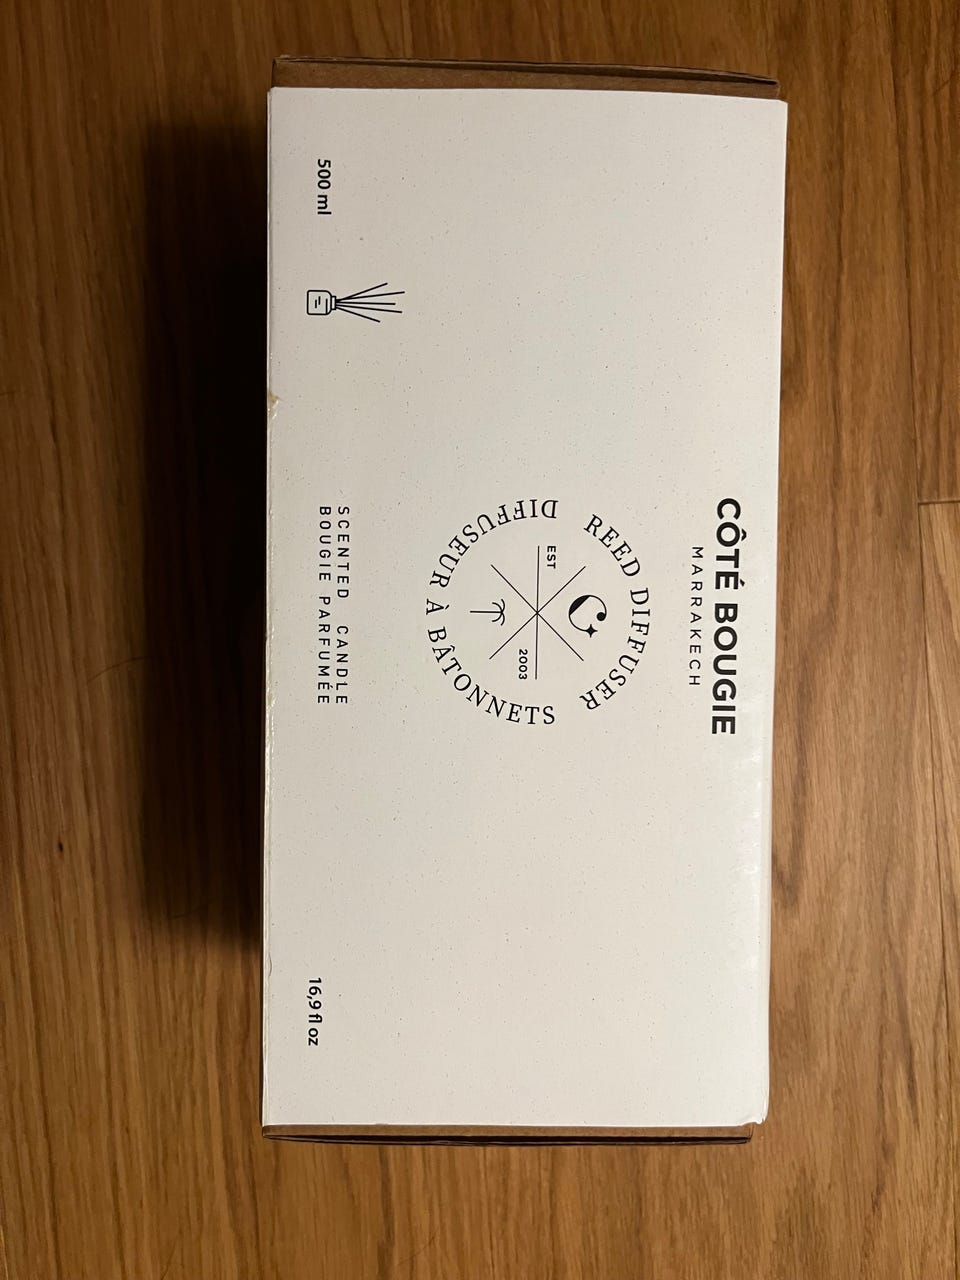 CÔTÉ BOUGIE
MARRAKECH
REED DIFFUSER
EST
2003
DIFFUSEUR À BÂTONNETS
500 ml
SCENTED CANDLE
BOUGIE PARFUMÉE
16,9 fl oz